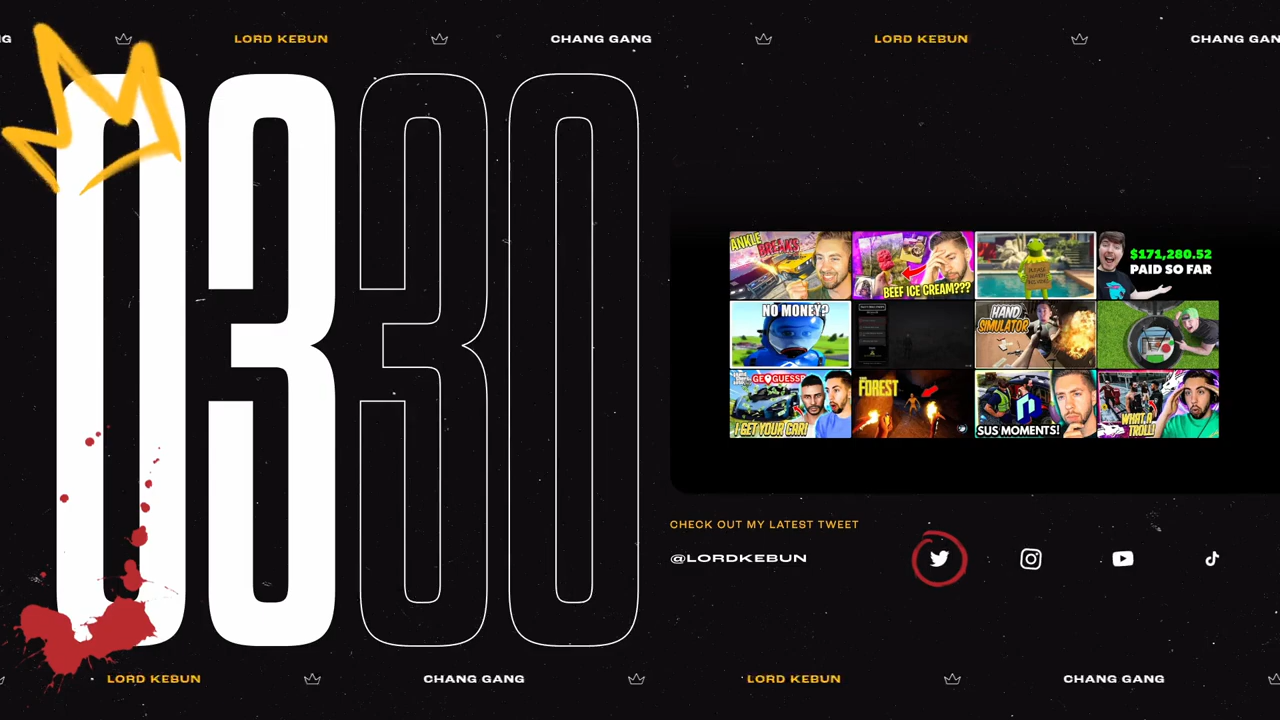 G LORD KEBUN CHANG GANG LORD KEBUN CHANG GANG
03 30
ANKLE BREAKS
BEEF ICE CREAM???
$171,280.52
PAID SO FAR
NO MONEY?
HAND
SIMULATOR
GEOGUESSR
I GET YOUR CAR!
FOREST
SUS MOMENTS!
WHAT A
TROLL!
CHECK OUT MY LATEST TWEET
@LORDKEBUN
LORD KEBUN CHANG GANG LORD KEBUN CHANG GANG